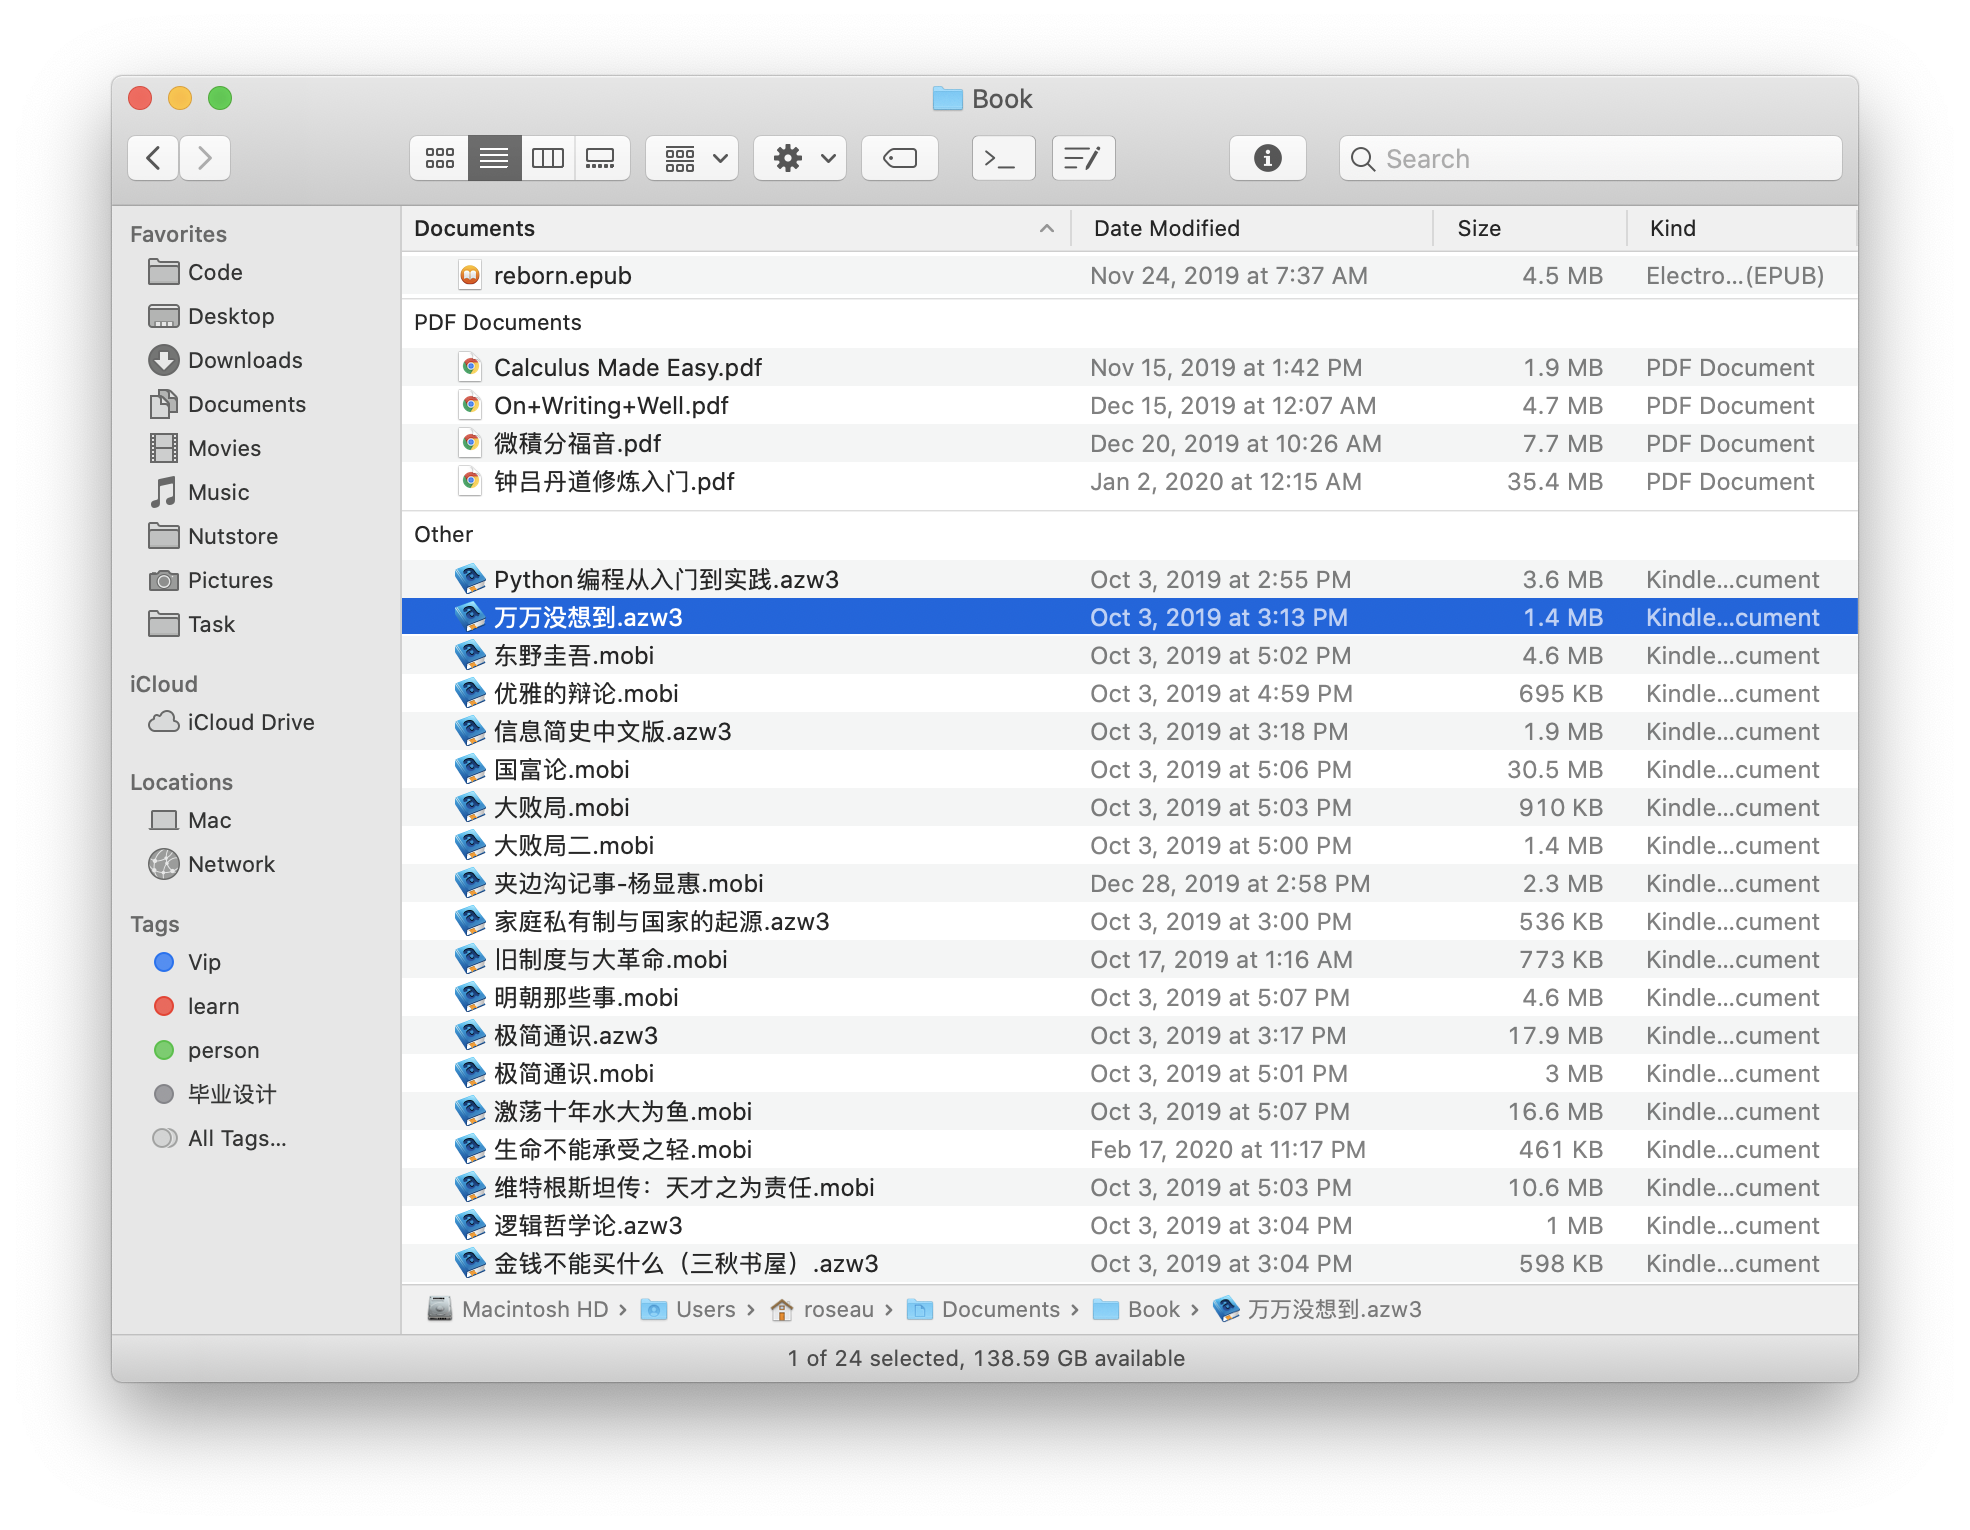 Book
Search
Favorites
Code
Desktop
Downloads
Documents
Movies
Music
Nutstore
Pictures
Task
iCloud
iCloud Drive
Locations
Mac
Network
Tags
Vip
learn
person
毕业设计
All Tags...
Documents Date Modified Size Kind
reborn.epub Nov 24, 2019 at 7:37 AM 4.5 MB Electro...(EPUB)
PDF Documents
Calculus Made Easy.pdf Nov 15, 2019 at 1:42 PM 1.9 MB PDF Document
On+Writing+Well.pdf Dec 15, 2019 at 12:07 AM 4.7 MB PDF Document
微積分福音.pdf Dec 20, 2019 at 10:26 AM 7.7 MB PDF Document
钟吕丹道修炼入门.pdf Jan 2, 2020 at 12:15 AM 35.4 MB PDF Document
Other
Python编程从入门到实践.azw3 Oct 3, 2019 at 2:55 PM 3.6 MB Kindle...cument
万万没想到.azw3 Oct 3, 2019 at 3:13 PM 1.4 MB Kindle...cument
东野圭吾.mobi Oct 3, 2019 at 5:02 PM 4.6 MB Kindle...cument
优雅的辩论.mobi Oct 3, 2019 at 4:59 PM 695 KB Kindle...cument
信息简史中文版.azw3 Oct 3, 2019 at 3:18 PM 1.9 MB Kindle...cument
国富论.mobi Oct 3, 2019 at 5:06 PM 30.5 MB Kindle...cument
大败局.mobi Oct 3, 2019 at 5:03 PM 910 KB Kindle...cument
大败局二.mobi Oct 3, 2019 at 5:00 PM 1.4 MB Kindle...cument
夹边沟记事-杨显惠.mobi Dec 28, 2019 at 2:58 PM 2.3 MB Kindle...cument
家庭私有制与国家的起源.azw3 Oct 3, 2019 at 3:00 PM 536 KB Kindle...cument
旧制度与大革命.mobi Oct 17, 2019 at 1:16 AM 773 KB Kindle...cument
明朝那些事.mobi Oct 3, 2019 at 5:07 PM 4.6 MB Kindle...cument
极简通识.azw3 Oct 3, 2019 at 3:17 PM 17.9 MB Kindle...cument
极简通识.mobi Oct 3, 2019 at 5:01 PM 3 MB Kindle...cument
激荡十年水大为鱼.mobi Oct 3, 2019 at 5:07 PM 16.6 MB Kindle...cument
生命不能承受之轻.mobi Feb 17, 2020 at 11:17 PM 461 KB Kindle...cument
维特根斯坦传：天才之为责任.mobi Oct 3, 2019 at 5:03 PM 10.6 MB Kindle...cument
逻辑哲学论.azw3 Oct 3, 2019 at 3:04 PM 1 MB Kindle...cument
金钱不能买什么（三秋书屋）.azw3 Oct 3, 2019 at 3:04 PM 598 KB Kindle...cument
Macintosh HD › Users › roseau › Documents › Book › 万万没想到.azw3
1 of 24 selected, 138.59 GB available